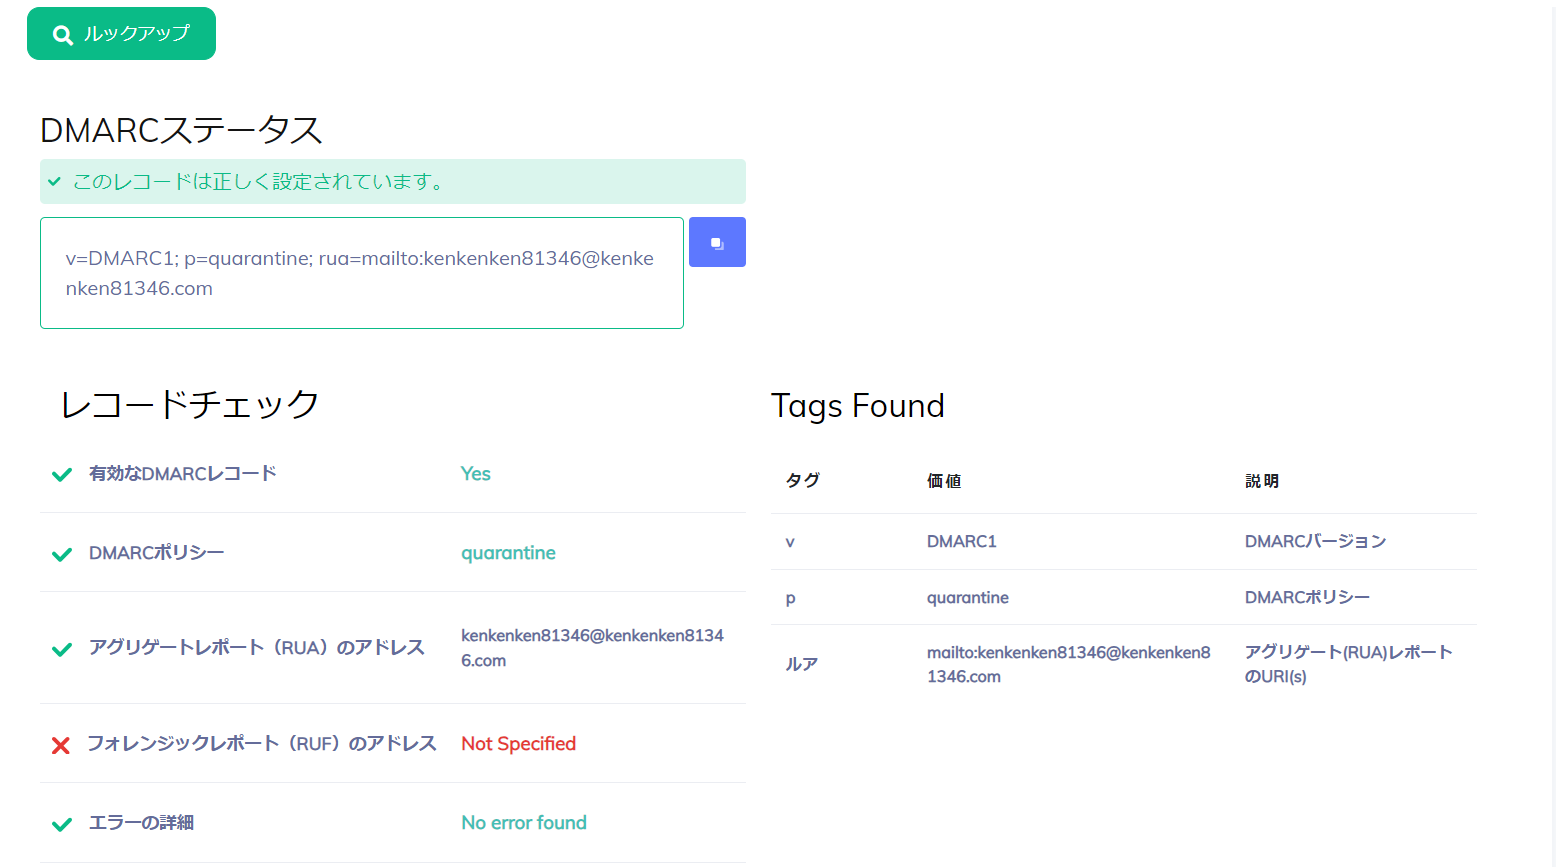 ルックアップ
DMARCステータス
このレコードは正しく設定されています。
v=DMARC1; p=quarantine; rua=mailto:kenkenken81346@kenke
nken81346.com
レコードチェック
有効なDMARCレコード Yes
DMARCポリシー quarantine
アグリゲートレポート（RUA）のアドレス kenkenken81346@kenkenken8134
6.com
フォレンジックレポート（RUF）のアドレス Not Specified
エラーの詳細 No error found
Tags Found
タグ 価値 説明
v DMARC1 DMARCバージョン
p quarantine DMARCポリシー
ルア mailto:kenkenken81346@kenkenken8 アグリゲート(RUA)レポート
1346.com のURI(s)